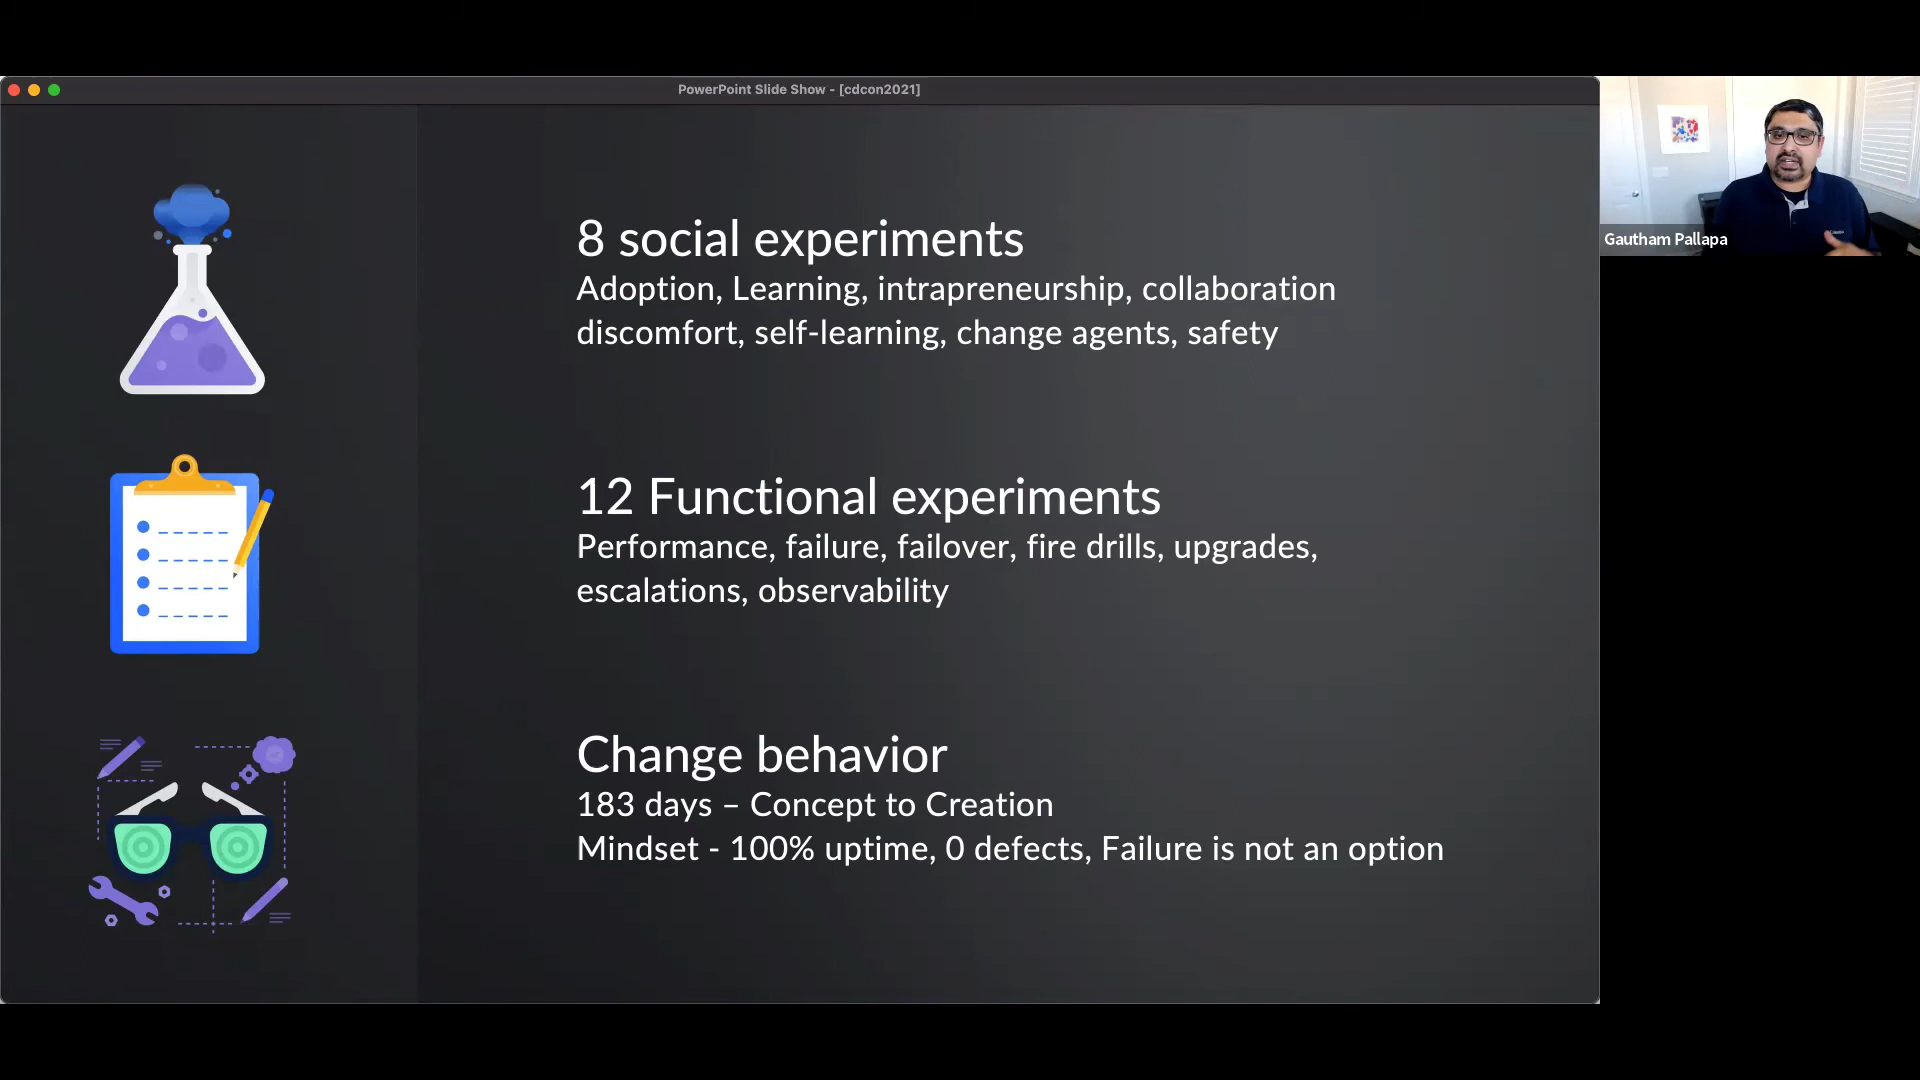 PowerPoint Slide Show - [cdcon2021]
8 social experiments
Adoption, Learning, intrapreneurship, collaboration
discomfort, self-learning, change agents, safety
12 Functional experiments
Performance, failure, failover, fire drills, upgrades,
escalations, observability
Change behavior
183 days – Concept to Creation
Mindset - 100% uptime, 0 defects, Failure is not an option
Gautham Pallapa